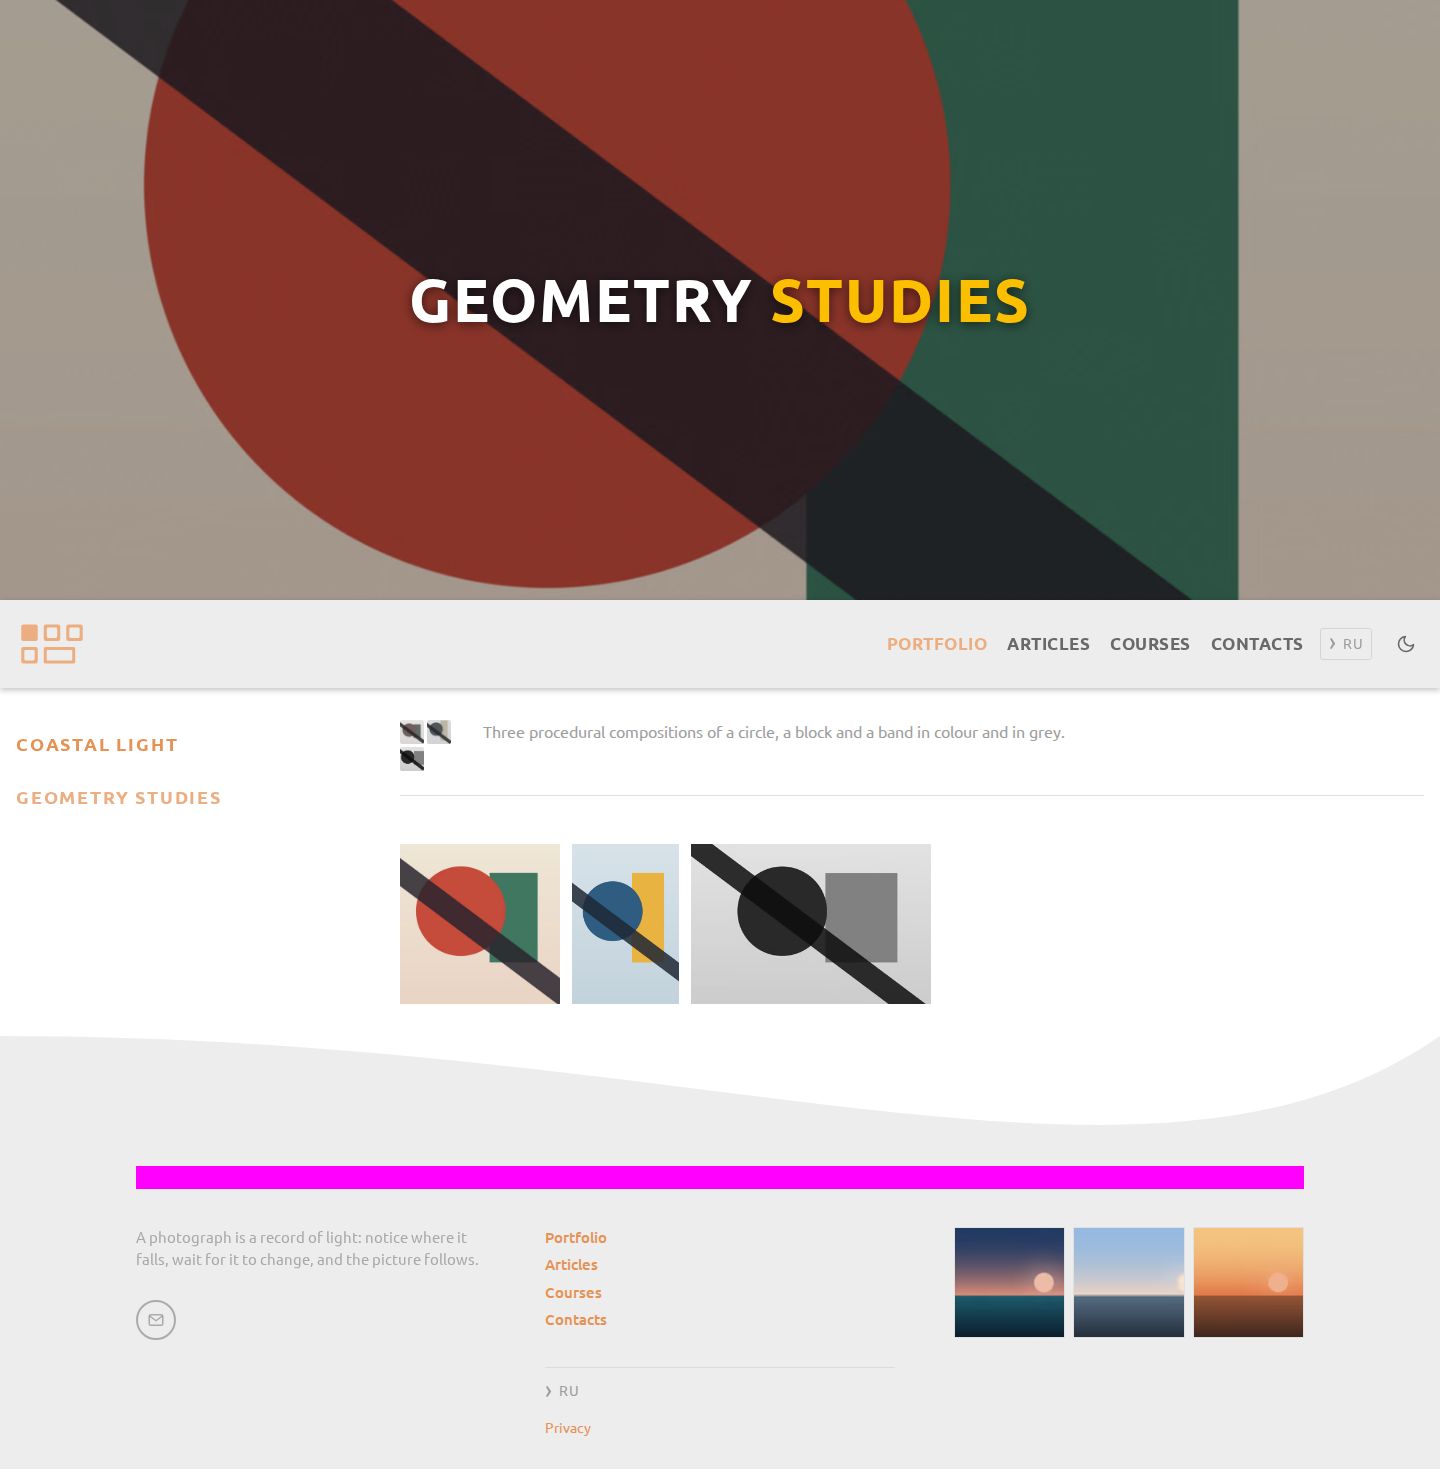 GEOMETRY STUDIES
PORTFOLIO ARTICLES COURSES CONTACTS ❯ RU
COASTAL LIGHT
GEOMETRY STUDIES
Three procedural compositions of a circle, a block and a band in colour and in grey.
A photograph is a record of light: notice where it
falls, wait for it to change, and the picture follows.
Portfolio
Articles
Courses
Contacts
❯ RU
Privacy